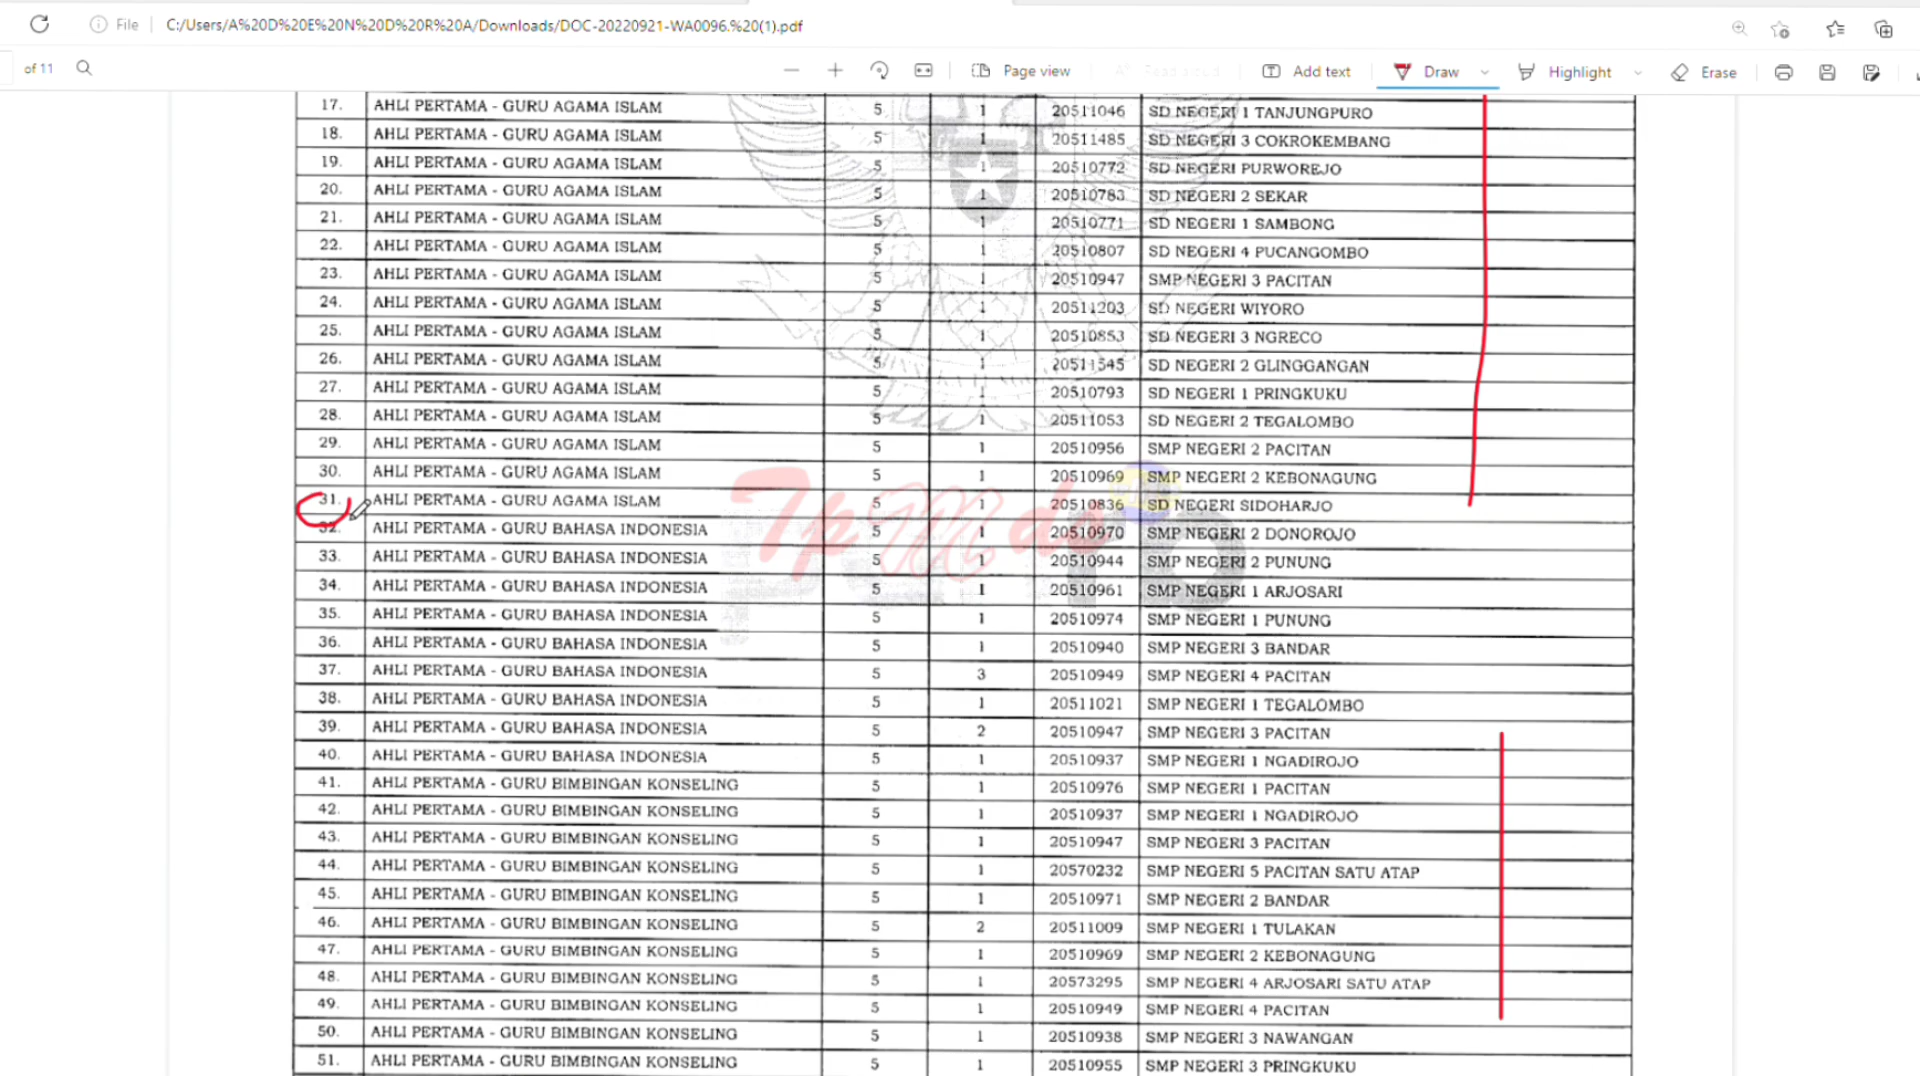 File C:/Users/A%20D%20E%20N%20D%20R%20A/Downloads/DOC-20220921-WA0096.%20(1).pdf
of 11 Page view Read aloud Add text Draw Highlight Erase
17. AHLI PERTAMA - GURU AGAMA ISLAM 5 1 20511046 SD NEGERI 1 TANJUNGPURO
18. AHLI PERTAMA - GURU AGAMA ISLAM 5 1 20511485 SD NEGERI 3 COKROKEMBANG
19. AHLI PERTAMA - GURU AGAMA ISLAM 5 1 20510772 SD NEGERI PURWOREJO
20. AHLI PERTAMA - GURU AGAMA ISLAM 5 1 20510783 SD NEGERI 2 SEKAR
21. AHLI PERTAMA - GURU AGAMA ISLAM 5 1 20510771 SD NEGERI 1 SAMBONG
22. AHLI PERTAMA - GURU AGAMA ISLAM 5 1 20510807 SD NEGERI 4 PUCANGOMBO
23. AHLI PERTAMA - GURU AGAMA ISLAM 5 1 20510947 SMP NEGERI 3 PACITAN
24. AHLI PERTAMA - GURU AGAMA ISLAM 5 1 20511203 SD NEGERI WIYORO
25. AHLI PERTAMA - GURU AGAMA ISLAM 5 1 20510853 SD NEGERI 3 NGRECO
26. AHLI PERTAMA - GURU AGAMA ISLAM 5 1 20511545 SD NEGERI 2 GLINGGANGAN
27. AHLI PERTAMA - GURU AGAMA ISLAM 5 1 20510793 SD NEGERI 1 PRINGKUKU
28. AHLI PERTAMA - GURU AGAMA ISLAM 5 1 20511053 SD NEGERI 2 TEGALOMBO
29. AHLI PERTAMA - GURU AGAMA ISLAM 5 1 20510956 SMP NEGERI 2 PACITAN
30. AHLI PERTAMA - GURU AGAMA ISLAM 5 1 20510969 SMP NEGERI 2 KEBONAGUNG
31. AHLI PERTAMA - GURU AGAMA ISLAM 5 1 20510836 SD NEGERI SIDOHARJO
32. AHLI PERTAMA - GURU BAHASA INDONESIA 5 1 20510970 SMP NEGERI 2 DONOROJO
33. AHLI PERTAMA - GURU BAHASA INDONESIA 5 1 20510944 SMP NEGERI 2 PUNUNG
34. AHLI PERTAMA - GURU BAHASA INDONESIA 5 1 20510961 SMP NEGERI 1 ARJOSARI
35. AHLI PERTAMA - GURU BAHASA INDONESIA 5 1 20510974 SMP NEGERI 1 PUNUNG
36. AHLI PERTAMA - GURU BAHASA INDONESIA 5 1 20510940 SMP NEGERI 3 BANDAR
37. AHLI PERTAMA - GURU BAHASA INDONESIA 5 3 20510949 SMP NEGERI 4 PACITAN
38. AHLI PERTAMA - GURU BAHASA INDONESIA 5 1 20511021 SMP NEGERI 1 TEGALOMBO
39. AHLI PERTAMA - GURU BAHASA INDONESIA 5 2 20510947 SMP NEGERI 3 PACITAN
40. AHLI PERTAMA - GURU BAHASA INDONESIA 5 1 20510937 SMP NEGERI 1 NGADIROJO
41. AHLI PERTAMA - GURU BIMBINGAN KONSELING 5 1 20510976 SMP NEGERI 1 PACITAN
42. AHLI PERTAMA - GURU BIMBINGAN KONSELING 5 1 20510937 SMP NEGERI 1 NGADIROJO
43. AHLI PERTAMA - GURU BIMBINGAN KONSELING 5 1 20510947 SMP NEGERI 3 PACITAN
44. AHLI PERTAMA - GURU BIMBINGAN KONSELING 5 1 20570232 SMP NEGERI 5 PACITAN SATU ATAP
45. AHLI PERTAMA - GURU BIMBINGAN KONSELING 5 1 20510971 SMP NEGERI 2 BANDAR
46. AHLI PERTAMA - GURU BIMBINGAN KONSELING 5 2 20511009 SMP NEGERI 1 TULAKAN
47. AHLI PERTAMA - GURU BIMBINGAN KONSELING 5 1 20510969 SMP NEGERI 2 KEBONAGUNG
48. AHLI PERTAMA - GURU BIMBINGAN KONSELING 5 1 20573295 SMP NEGERI 4 ARJOSARI SATU ATAP
49. AHLI PERTAMA - GURU BIMBINGAN KONSELING 5 1 20510949 SMP NEGERI 4 PACITAN
50. AHLI PERTAMA - GURU BIMBINGAN KONSELING 5 1 20510938 SMP NEGERI 3 NAWANGAN
51. AHLI PERTAMA - GURU BIMBINGAN KONSELING 5 1 20510955 SMP NEGERI 3 PRINGKUKU